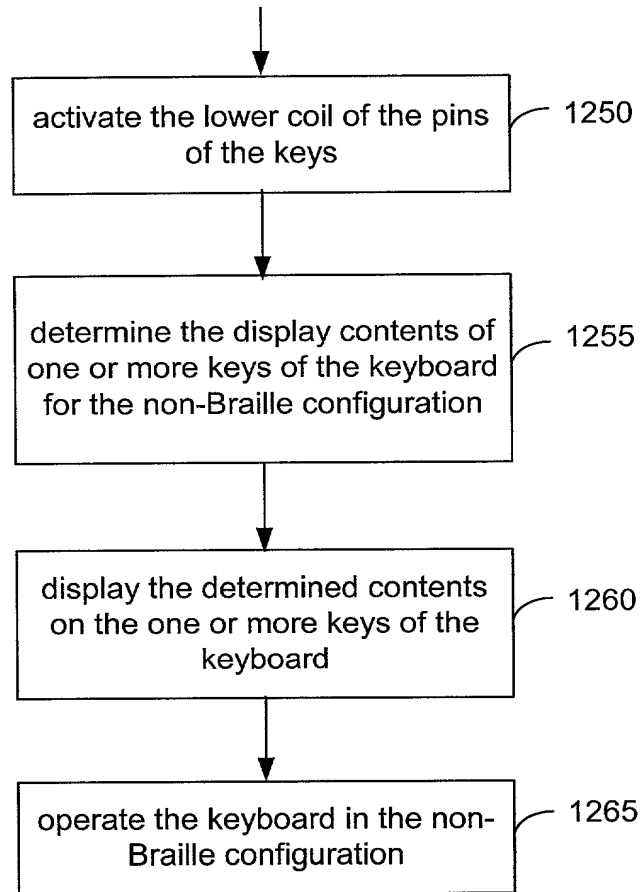 activate the lower coil of the pins
of the keys
1250
determine the display contents of
one or more keys of the keyboard
for the non-Braille configuration
1255
display the determined contents
on the one or more keys of the
keyboard
1260
operate the keyboard in the non-
Braille configuration
1265